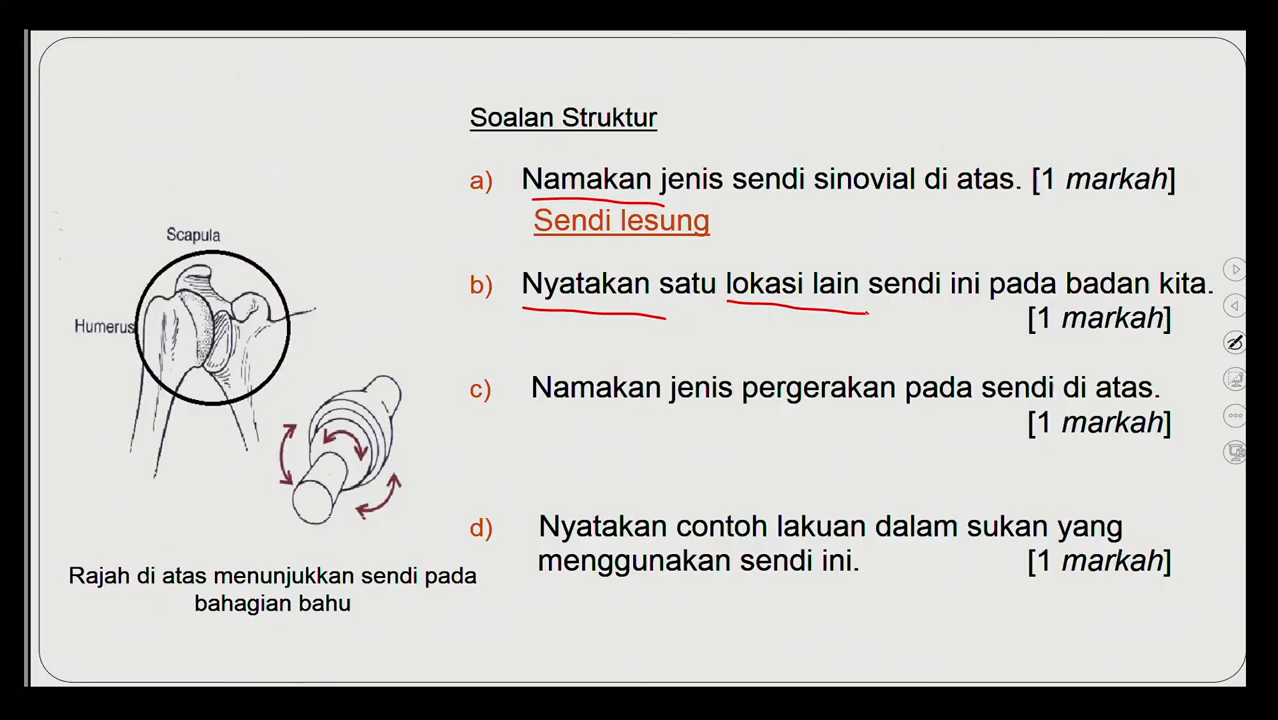 Soalan Struktur
a) Namakan jenis sendi sinovial di atas. [1 markah]
Sendi lesung
b) Nyatakan satu lokasi lain sendi ini pada badan kita.
[1 markah]
c) Namakan jenis pergerakan pada sendi di atas.
[1 markah]
d) Nyatakan contoh lakuan dalam sukan yang
menggunakan sendi ini. [1 markah]
Scapula
Humerus
Rajah di atas menunjukkan sendi pada
bahagian bahu